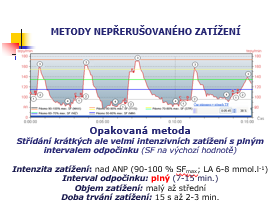 METODY NEPŘERUŠOVANÉHO ZATÍŽENÍ
Opakovaná metoda
Střídání krátkých ale velmi intenzivních zatížení s plným
intervalem odpočinku (SF na výchozí hodnotě)
Intenzita zatížení: nad ANP (90-100 % SFmax; LA 6-8 mmol.l-1)
Interval odpočinku: plný (7-15 min.)
Objem zatížení: malý až střední
Doba trvání zatížení: 15 s až 2-3 min.